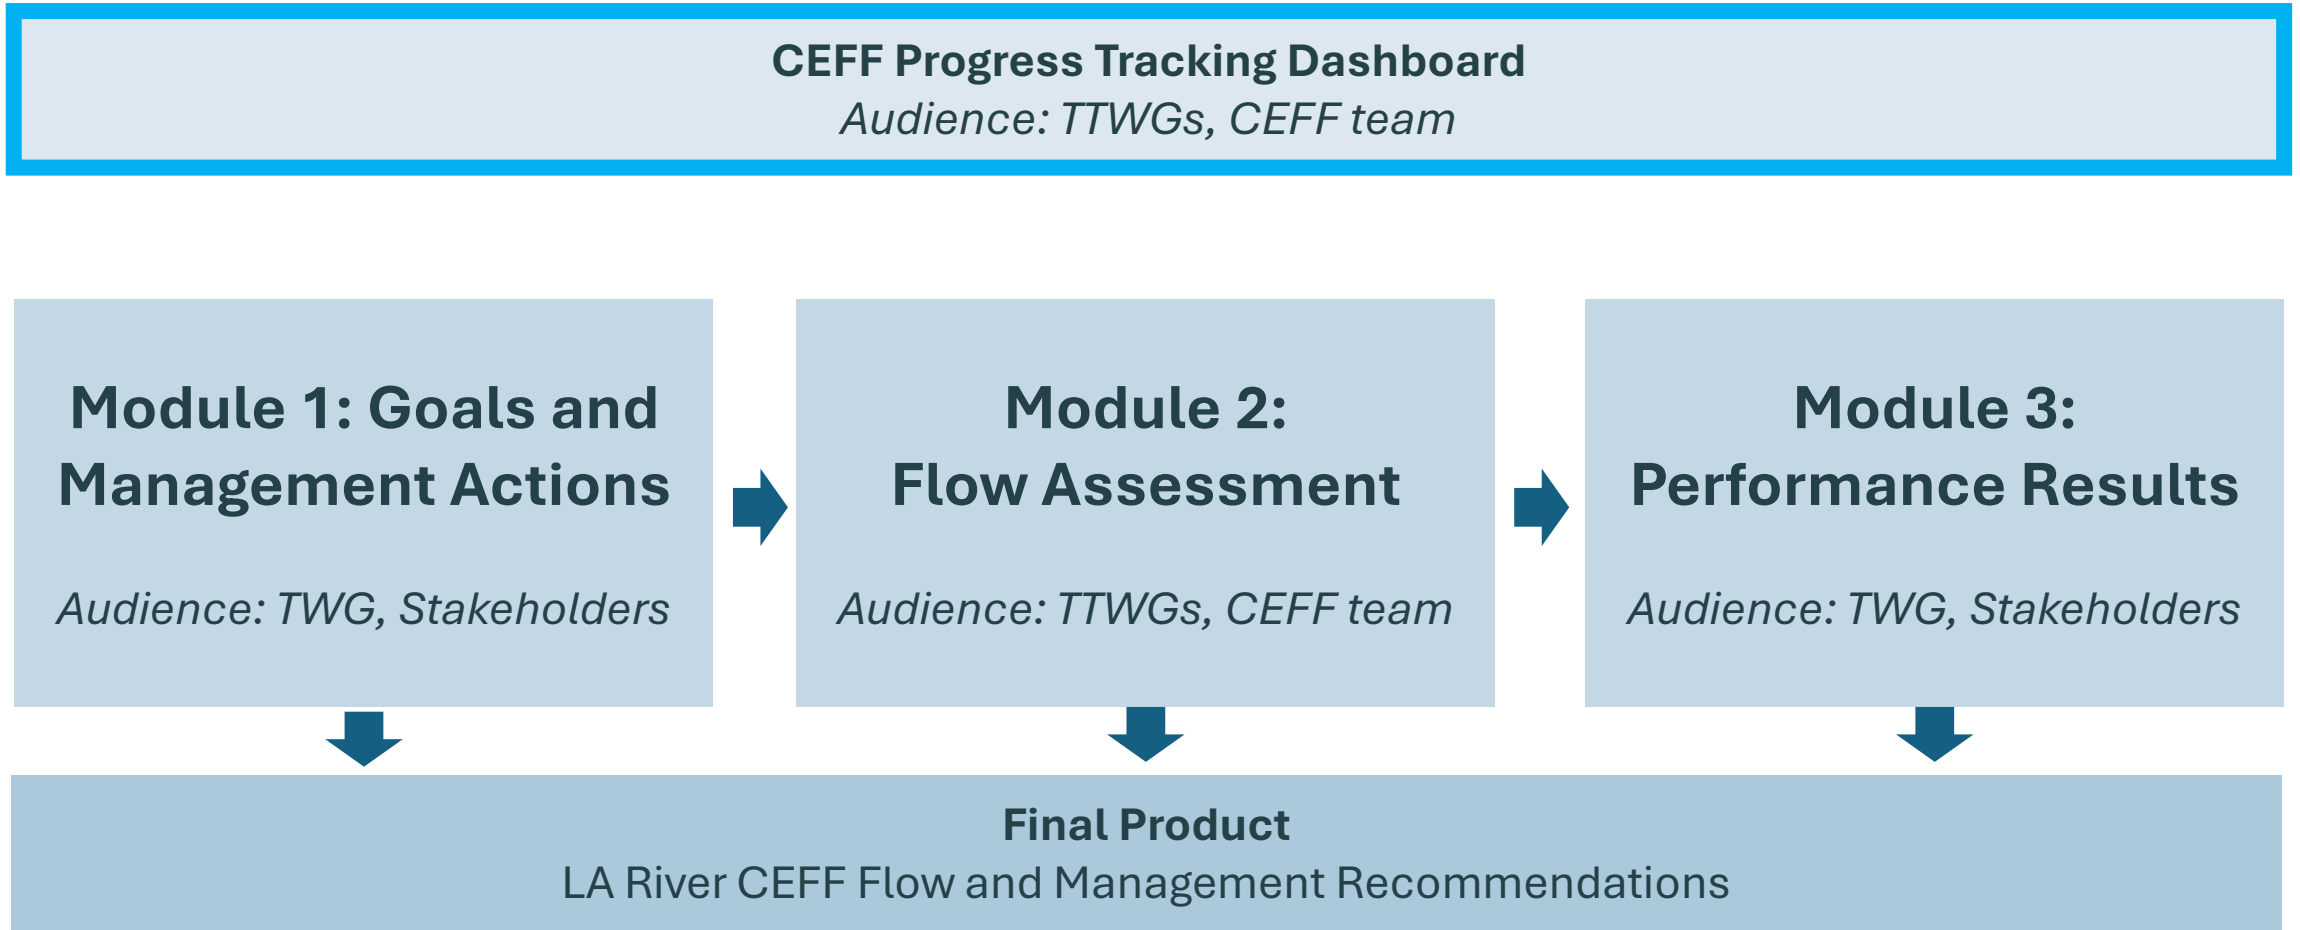 CEFF Progress Tracking Dashboard
Audience: TTWGs, CEFF team
Module 1: Goals and
Management Actions
Audience: TWG, Stakeholders
Module 2:
Flow Assessment
Audience: TTWGs, CEFF team
Module 3:
Performance Results
Audience: TWG, Stakeholders
Final Product
LA River CEFF Flow and Management Recommendations